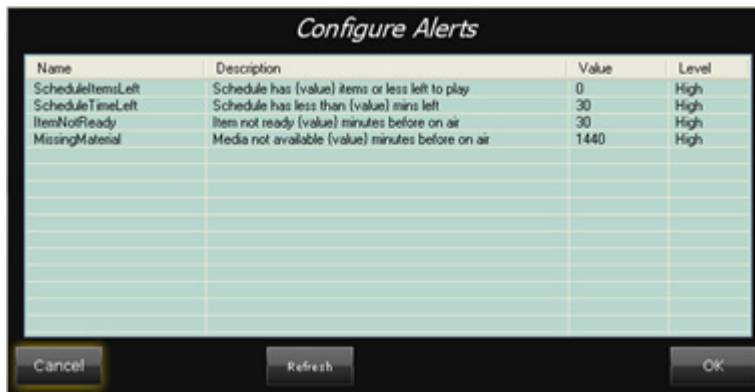 Configure Alerts
Name Description Value Level
ScheduleItemsLeft Schedule has {value} items or less left to play 0 High
ScheduleTimeLeft Schedule has less than {value} mins left 30 High
ItemNotReady Item not ready {value} minutes before on air 30 High
MissingMaterial Media not available {value} minutes before on air 1440 High
Cancel Refresh OK